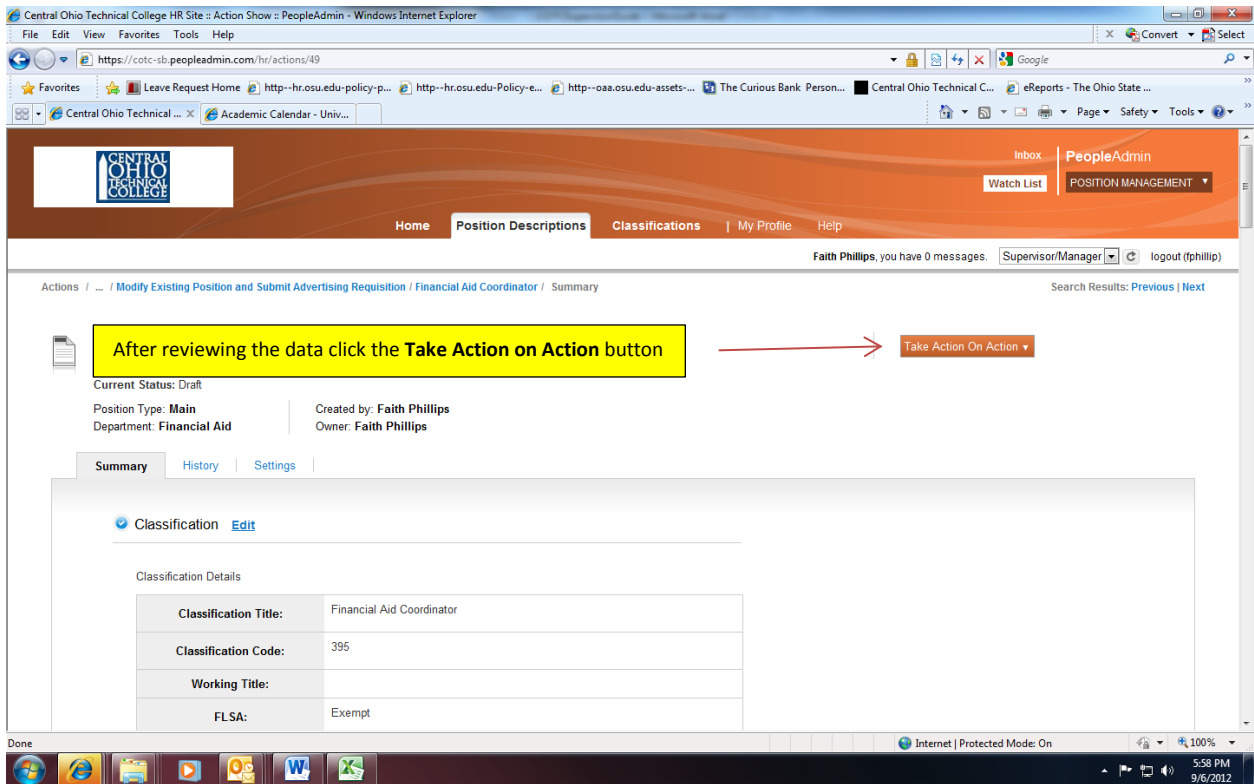 Central Ohio Technical College HR Site :: Action Show :: PeopleAdmin - Windows Internet Explorer
File Edit View Favorites Tools Help
Convert Select
https://cotc-sb.peopleadmin.com/hr/actions/49
Google
Favorites Leave Request Home http--hr.osu.edu-policy-p... http--hr.osu.edu-Policy-e... http--oaa.osu.edu-assets-... The Curious Bank Person... Central Ohio Technical C... eReports - The Ohio State ...
Central Ohio Technical ... X Academic Calendar - Univ...
Page Safety Tools
CENTRAL
OHIO
TECHNICAL
COLLEGE
Inbox PeopleAdmin
Watch List POSITION MANAGEMENT
Home Position Descriptions Classifications | My Profile Help
Faith Phillips, you have 0 messages. Supervisor/Manager logout (fphillip)
Actions / ... / Modify Existing Position and Submit Advertising Requisition / Financial Aid Coordinator / Summary
Search Results: Previous | Next
After reviewing the data click the Take Action on Action button
Take Action On Action
Current Status: Draft
Position Type: Main Created by: Faith Phillips
Department: Financial Aid Owner: Faith Phillips
Summary History Settings
Classification Edit
Classification Details
Classification Title: Financial Aid Coordinator
Classification Code: 395
Working Title:
FLSA: Exempt
Done Internet | Protected Mode: On 100%
5:58 PM
9/6/2012